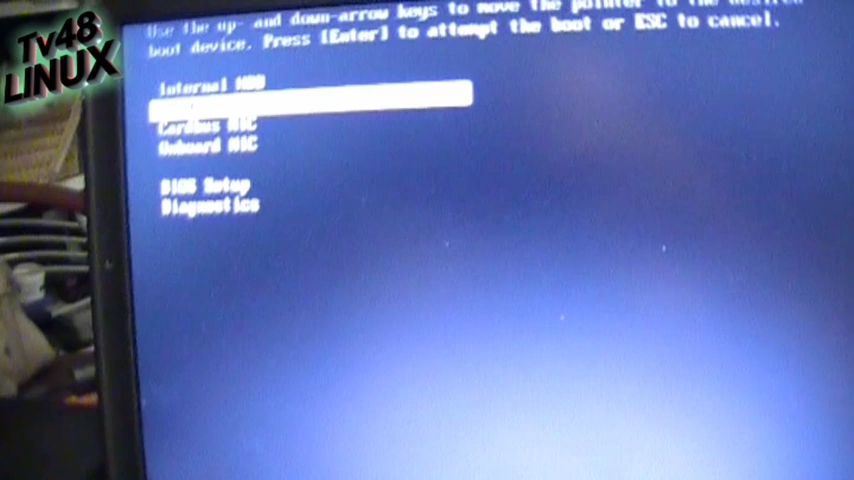 Tv48
LINUX
Use the up- and down-arrow keys to move the pointer to the desired
boot device. Press [Enter] to attempt the boot or ESC to cancel.
Internal HDD
Cardbus NIC
Onboard NIC
BIOS Setup
Diagnostics